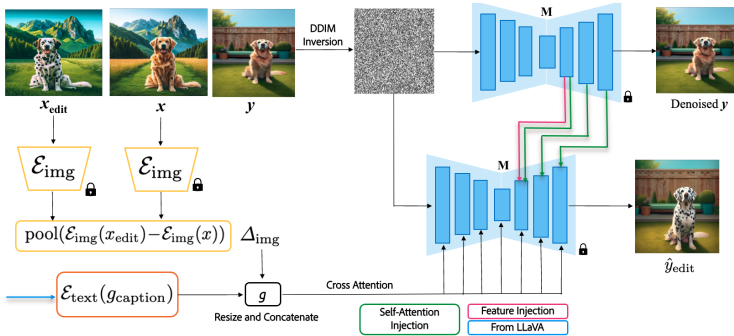 DDIM
Inversion
M
x_edit
x
y
Denoised y
ℰ_img
ℰ_img
M
pool(ℰ_img(x_edit)−ℰ_img(x))
Δ_img
ŷ_edit
ℰ_text(g_caption)
g
Cross Attention
Resize and Concatenate
Self-Attention
Injection
Feature Injection
From LLaVA